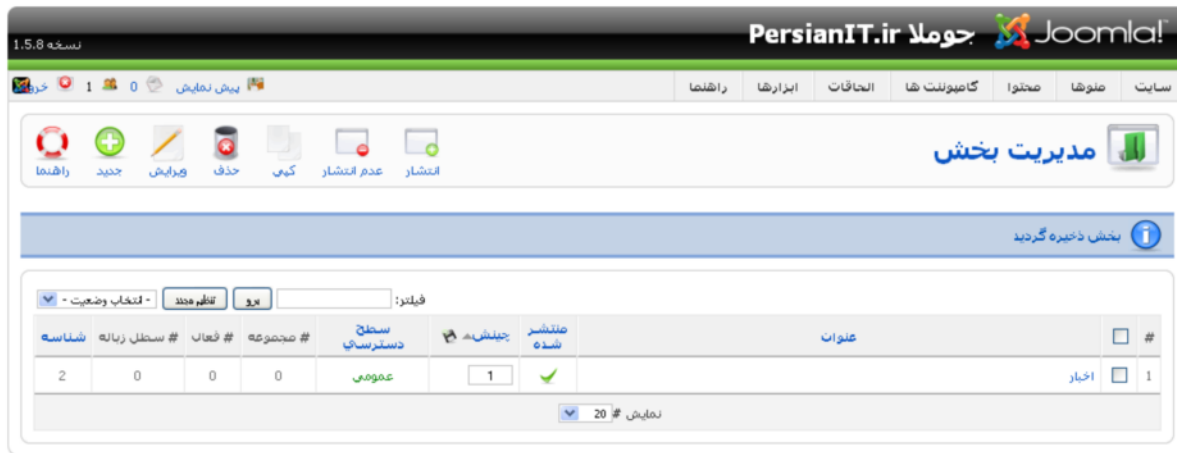 Joomla! جوملا PersianIT.ir
نسخه 1.5.8
سایت منوها محتوا کامپوننت ها الحاقات ابزارها راهنما
پیش نمایش 0 1 خروج
مدیریت بخش
انتشار عدم انتشار کپی حذف ویرایش جدید راهنما
بخش ذخیره گردید
فیلتر: برو تنظیم مجدد - انتخاب وضعیت -
# عنوان منتشر شده چینش سطح دسترسي # مجموعه # فعال # سطل زباله شناسه
1 اخبار 1 عمومی 0 0 0 2
نمایش # 20